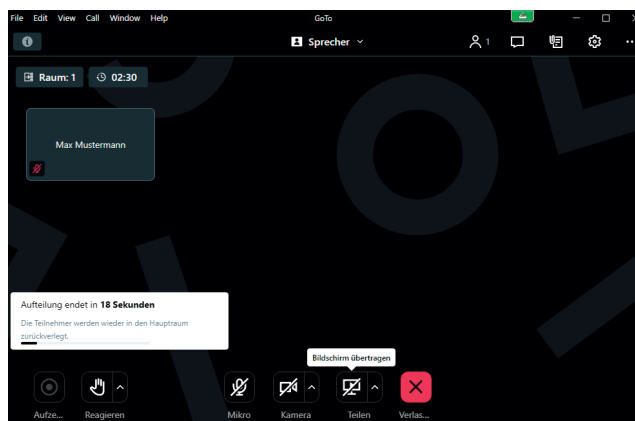 File Edit View Call Window Help GoTo
Sprecher 1
Raum: 1 02:30
Max Mustermann
Aufteilung endet in 18 Sekunden
Die Teilnehmer werden wieder in den Hauptraum
zurückverlegt.
Bildschirm übertragen
Aufze... Reagieren Mikro Kamera Teilen Verlas...